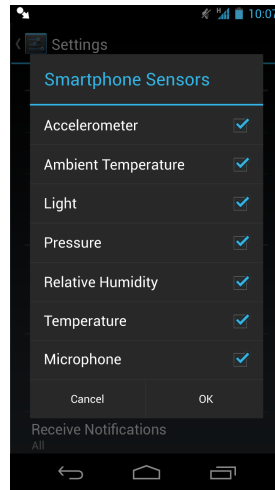 10:07
Settings
Smartphone Sensors
Accelerometer
Ambient Temperature
Light
Pressure
Relative Humidity
Temperature
Microphone
Cancel OK
Receive Notifications
All